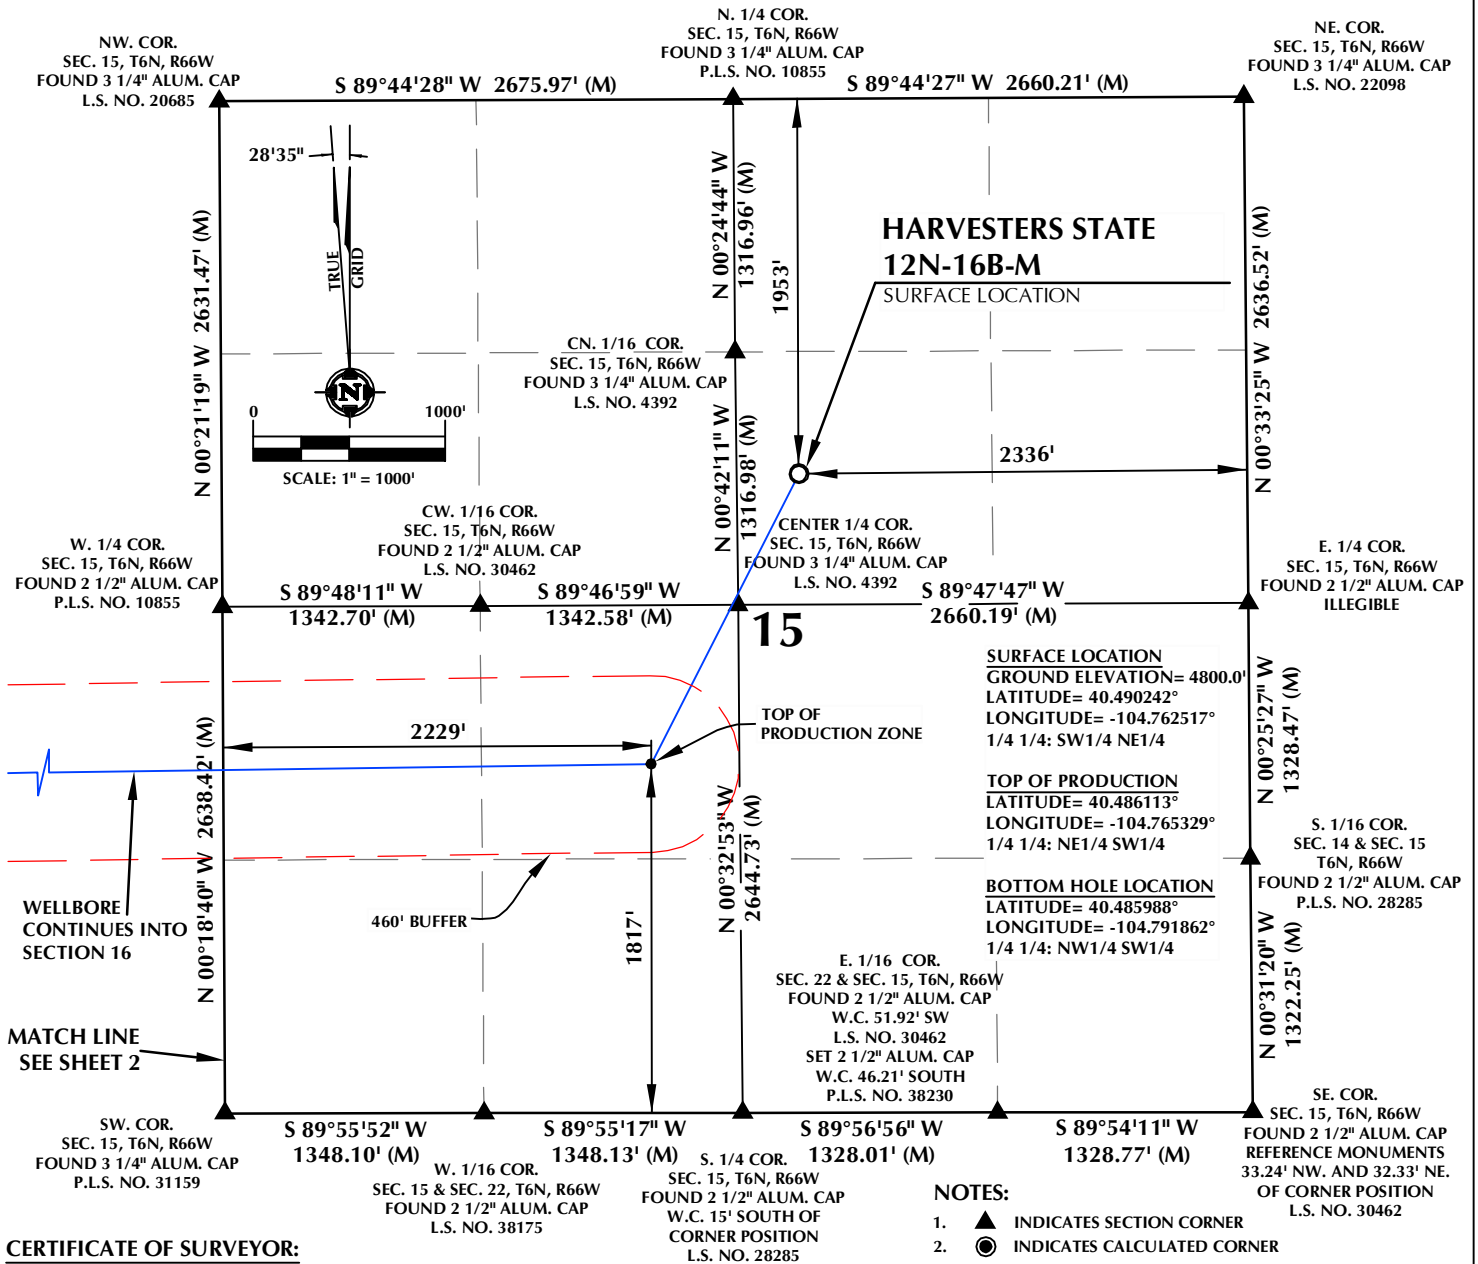 N. 1/4 COR.
SEC. 15, T6N, R66W
FOUND 3 1/4" ALUM. CAP
P.L.S. NO. 10855
NW. COR.
SEC. 15, T6N, R66W
FOUND 3 1/4" ALUM. CAP
L.S. NO. 20685
NE. COR.
SEC. 15, T6N, R66W
FOUND 3 1/4" ALUM. CAP
L.S. NO. 22098
S 89°44'28" W 2675.97' (M)
S 89°44'27" W 2660.21' (M)
28'35"
TRUE
GRID
N
0 1000'
SCALE: 1" = 1000'
N 00°21'19" W 2631.47' (M)
N 00°24'44" W
1316.96' (M)
1953'
HARVESTERS STATE
12N-16B-M
SURFACE LOCATION
N 00°33'25" W 2636.52' (M)
CN. 1/16 COR.
SEC. 15, T6N, R66W
FOUND 3 1/4" ALUM. CAP
L.S. NO. 4392
N 00°42'11" W
1316.98' (M)
2336'
CW. 1/16 COR.
SEC. 15, T6N, R66W
FOUND 2 1/2" ALUM. CAP
L.S. NO. 30462
CENTER 1/4 COR.
SEC. 15, T6N, R66W
FOUND 3 1/4" ALUM. CAP
L.S. NO. 4392
W. 1/4 COR.
SEC. 15, T6N, R66W
FOUND 2 1/2" ALUM. CAP
P.L.S. NO. 10855
E. 1/4 COR.
SEC. 15, T6N, R66W
FOUND 2 1/2" ALUM. CAP
ILLEGIBLE
S 89°48'11" W
1342.70' (M)
S 89°46'59" W
1342.58' (M)
S 89°47'47" W
2660.19' (M)
15
SURFACE LOCATION
GROUND ELEVATION= 4800.0'
LATITUDE= 40.490242°
LONGITUDE= -104.762517°
1/4 1/4: SW1/4 NE1/4
TOP OF PRODUCTION
LATITUDE= 40.486113°
LONGITUDE= -104.765329°
1/4 1/4: NE1/4 SW1/4
BOTTOM HOLE LOCATION
LATITUDE= 40.485988°
LONGITUDE= -104.791862°
1/4 1/4: NW1/4 SW1/4
N 00°25'27" W
1328.47' (M)
TOP OF
PRODUCTION ZONE
2229'
N 00°18'40" W 2638.42' (M)
N 00°32'53" W
2644.73' (M)
1817'
460' BUFFER
WELLBORE
CONTINUES INTO
SECTION 16
S. 1/16 COR.
SEC. 14 & SEC. 15
T6N, R66W
FOUND 2 1/2" ALUM. CAP
P.L.S. NO. 28285
N 00°31'20" W
1322.25' (M)
E. 1/16 COR.
SEC. 22 & SEC. 15, T6N, R66W
FOUND 2 1/2" ALUM. CAP
W.C. 51.92' SW
L.S. NO. 30462
SET 2 1/2" ALUM. CAP
W.C. 46.21' SOUTH
P.L.S. NO. 38230
MATCH LINE
SEE SHEET 2
SW. COR.
SEC. 15, T6N, R66W
FOUND 3 1/4" ALUM. CAP
P.L.S. NO. 31159
S 89°55'52" W
1348.10' (M)
S 89°55'17" W
1348.13' (M)
S 89°56'56" W
1328.01' (M)
S 89°54'11" W
1328.77' (M)
SE. COR.
SEC. 15, T6N, R66W
FOUND 2 1/2" ALUM. CAP
REFERENCE MONUMENTS
33.24' NW. AND 32.33' NE.
OF CORNER POSITION
L.S. NO. 30462
W. 1/16 COR.
SEC. 15 & SEC. 22, T6N, R66W
FOUND 2 1/2" ALUM. CAP
L.S. NO. 38175
S. 1/4 COR.
SEC. 15, T6N, R66W
FOUND 2 1/2" ALUM. CAP
W.C. 15' SOUTH OF
CORNER POSITION
L.S. NO. 28285
NOTES:
1. INDICATES SECTION CORNER
2. INDICATES CALCULATED CORNER
CERTIFICATE OF SURVEYOR: